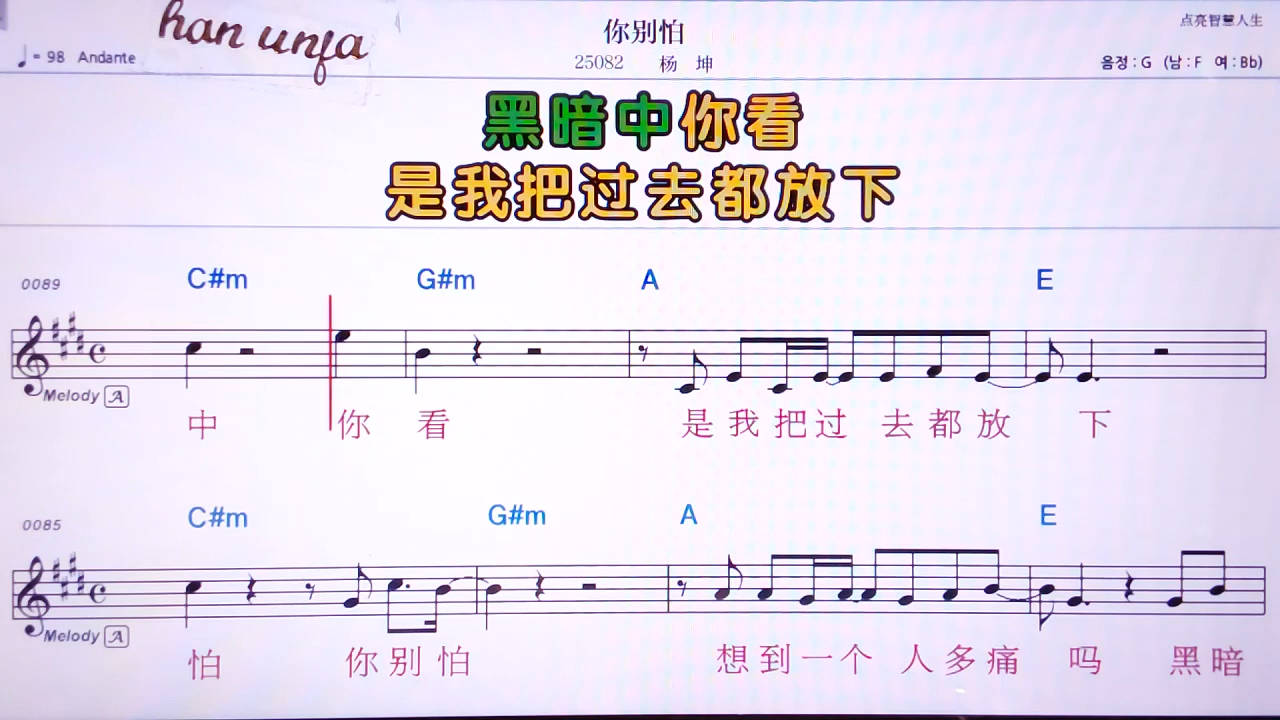 han unfa
你别怕
点亮智慧人生
♩= 98 Andante
25082 杨坤
음정 : G (남 : F 여 : Bb)
黑暗中你看
是我把过去都放下
0089 C#m G#m A E
Melody A
中 你 看 是 我 把 过 去 都 放 下
0085 C#m G#m A E
Melody A
怕 你 别 怕 想 到 一 个 人 多 痛 吗 黑 暗